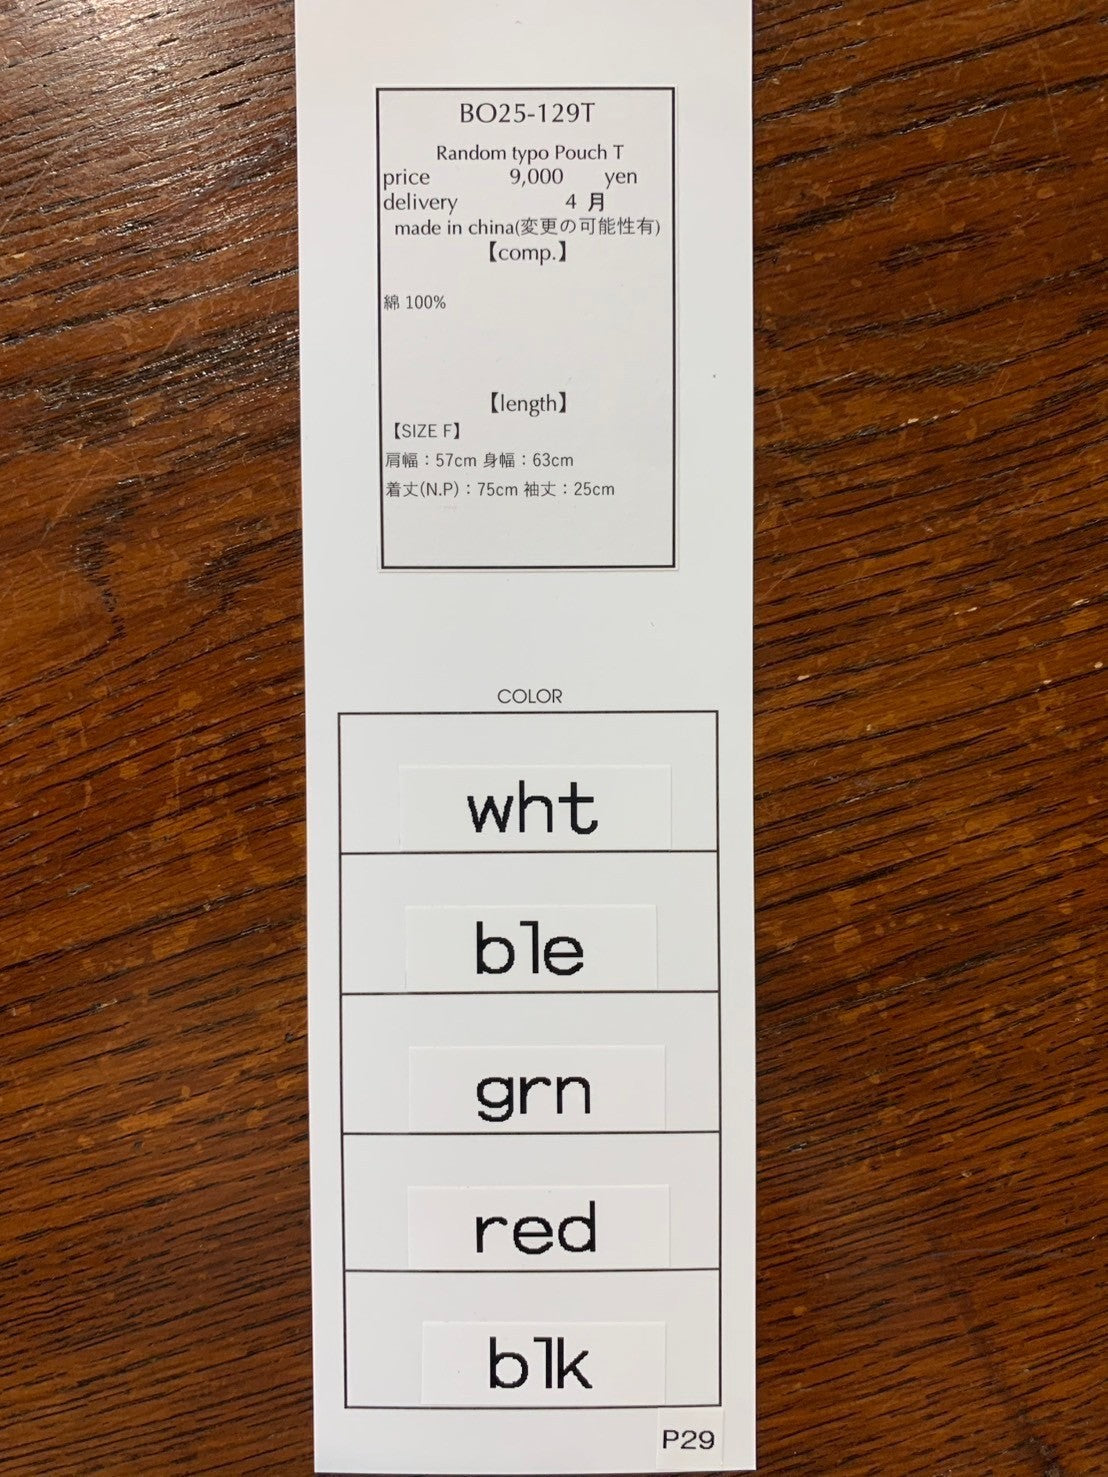 BO25-129T
Random typo Pouch T
price 9,000 yen
delivery 4 月
made in china(変更の可能性有)
【comp.】
綿 100%
【length】
【SIZE F】
肩幅：57cm 身幅：63cm
着丈(N.P)：75cm 袖丈：25cm
COLOR
wht
ble
grn
red
blk
P29